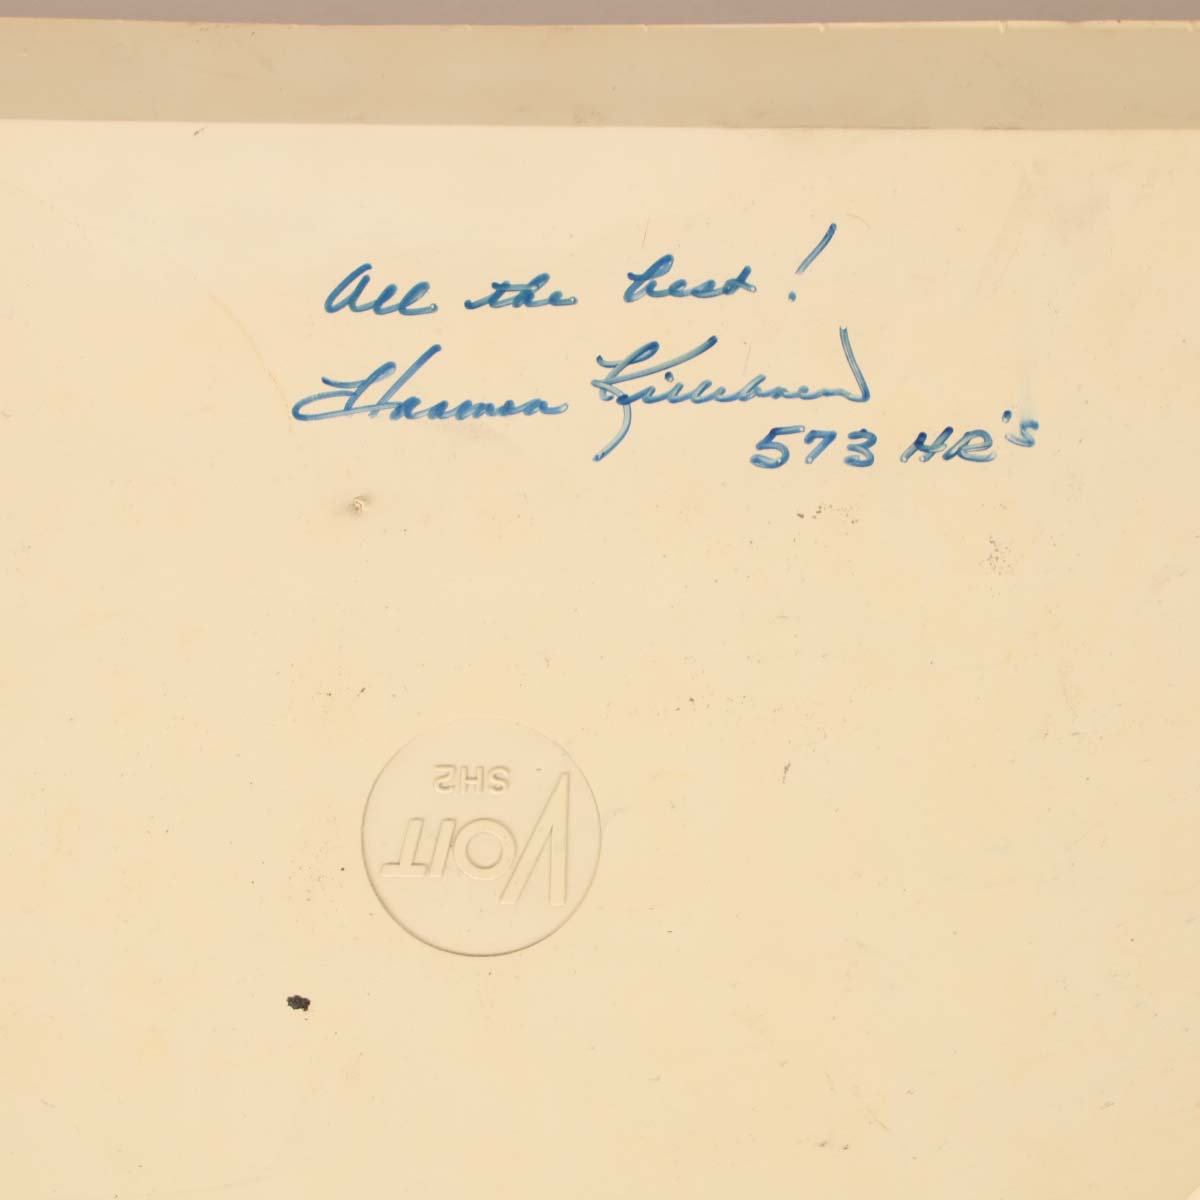 All the best!
Harmon Killebrew
573 HR's
VOIT
SH2